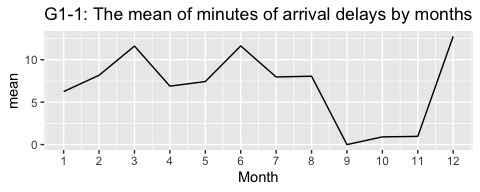 G1-1: The mean of minutes of arrival delays by months
mean
10
5
0
1 2 3 4 5 6 7 8 9 10 11 12
Month